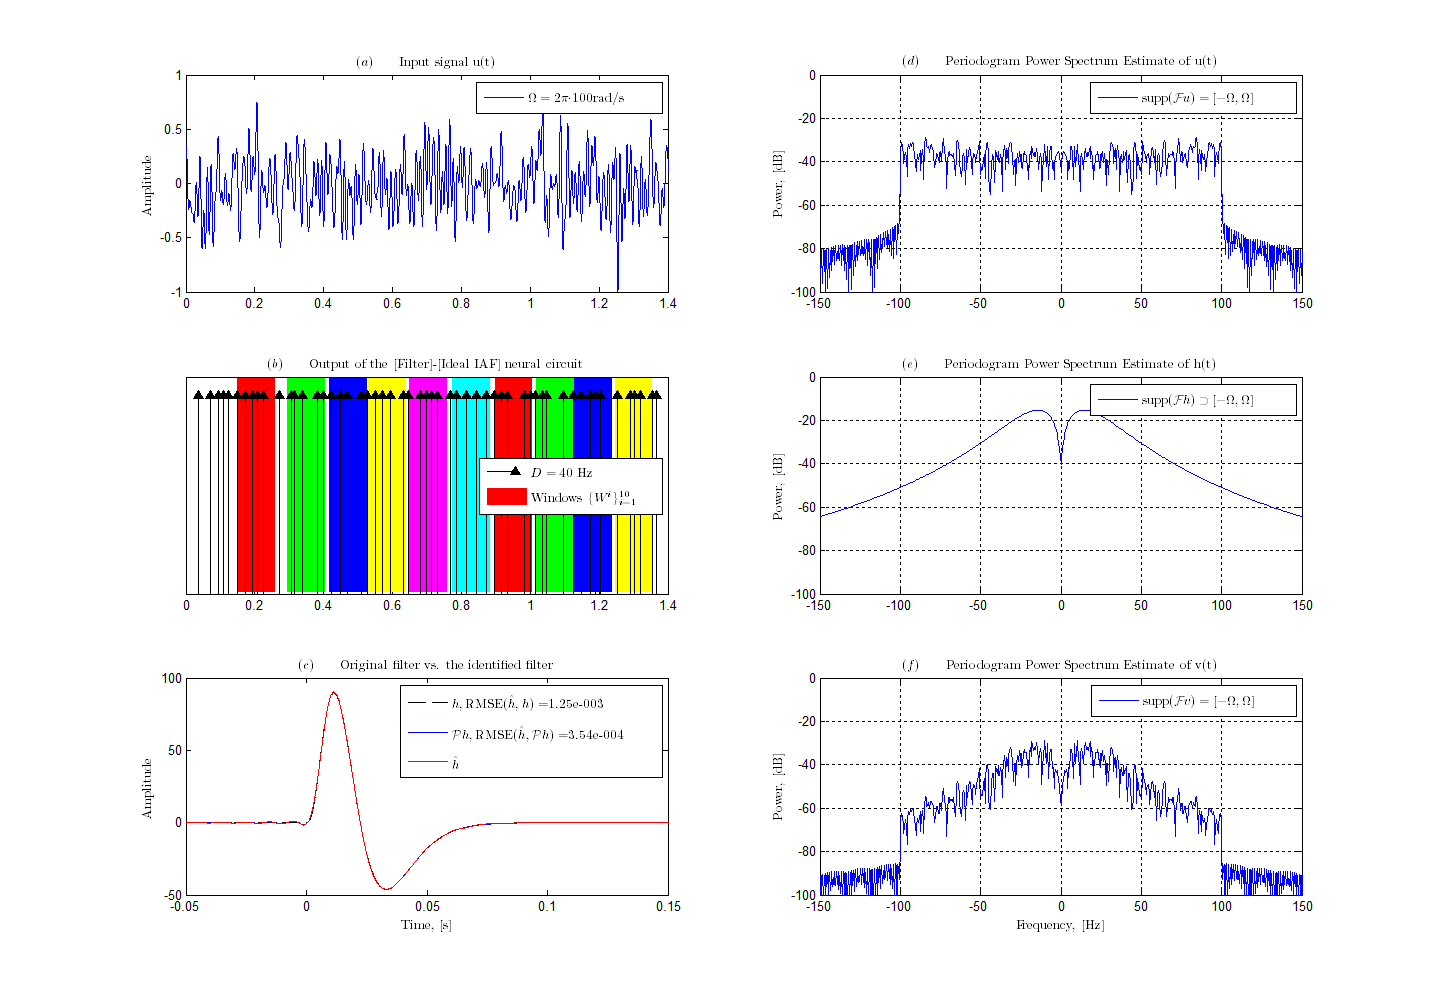 (a) Input signal u(t)
Amplitude
1
0.5
0
-0.5
-1
Ω = 2π·100rad/s
0 0.2 0.4 0.6 0.8 1 1.2 1.4
(d) Periodogram Power Spectrum Estimate of u(t)
Power, [dB]
0
-20
-40
-60
-80
-100
supp(ℱu) = [−Ω, Ω]
-150 -100 -50 0 50 100 150
(b) Output of the [Filter]-[Ideal IAF] neural circuit
D = 40 Hz
Windows {Wⁱ}¹⁰ᵢ₌₁
0 0.2 0.4 0.6 0.8 1 1.2 1.4
(e) Periodogram Power Spectrum Estimate of h(t)
Power, [dB]
0
-20
-40
-60
-80
-100
supp(ℱh) ⊃ [−Ω, Ω]
-150 -100 -50 0 50 100 150
(c) Original filter vs. the identified filter
Amplitude
100
50
0
-50
h, RMSE(ĥ, h) =1.25e-003
𝒫h, RMSE(ĥ, 𝒫h) =3.54e-004
ĥ
-0.05 0 0.05 0.1 0.15
Time, [s]
(f) Periodogram Power Spectrum Estimate of v(t)
Power, [dB]
0
-20
-40
-60
-80
-100
supp(ℱv) = [−Ω, Ω]
-150 -100 -50 0 50 100 150
Frequency, [Hz]